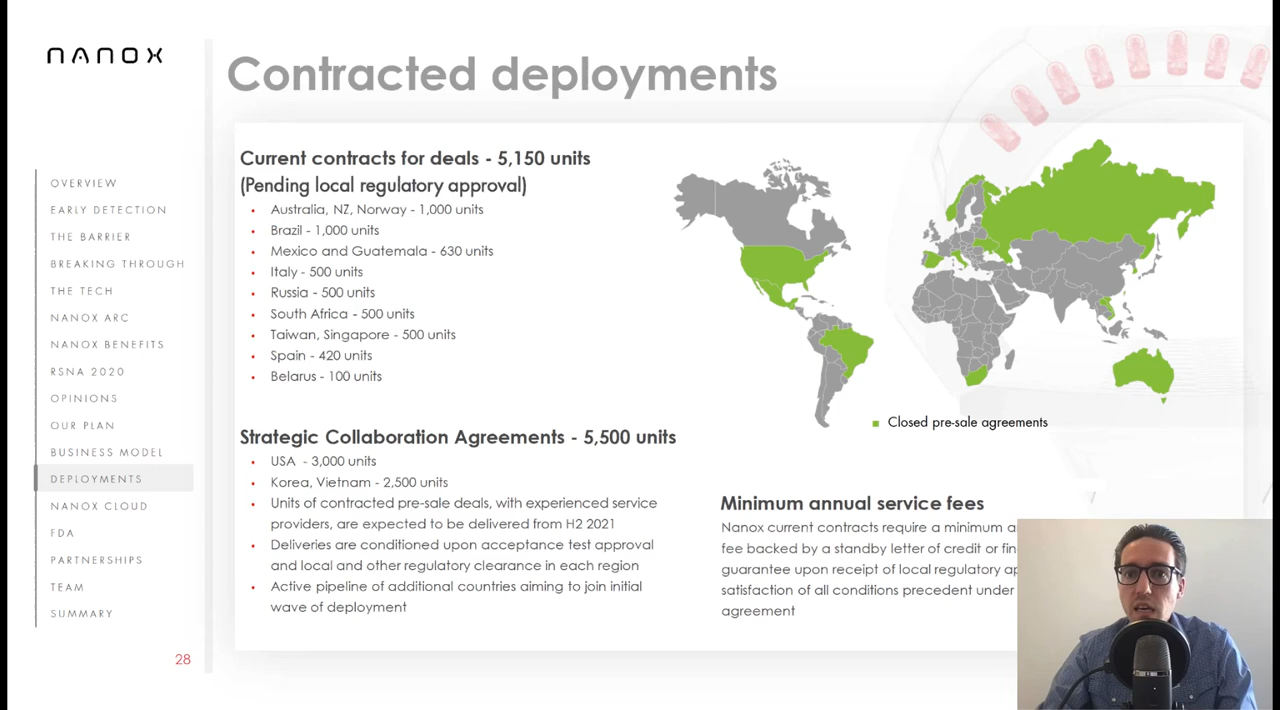 NANOX
Contracted deployments
OVERVIEW
EARLY DETECTION
THE BARRIER
BREAKING THROUGH
THE TECH
NANOX ARC
NANOX BENEFITS
RSNA 2020
OPINIONS
OUR PLAN
BUSINESS MODEL
DEPLOYMENTS
NANOX CLOUD
FDA
PARTNERSHIPS
TEAM
SUMMARY
28
Current contracts for deals - 5,150 units
(Pending local regulatory approval)
• Australia, NZ, Norway - 1,000 units
• Brazil - 1,000 units
• Mexico and Guatemala - 630 units
• Italy - 500 units
• Russia - 500 units
• South Africa - 500 units
• Taiwan, Singapore - 500 units
• Spain - 420 units
• Belarus - 100 units
Strategic Collaboration Agreements - 5,500 units
• USA - 3,000 units
• Korea, Vietnam - 2,500 units
• Units of contracted pre-sale deals, with experienced service
providers, are expected to be delivered from H2 2021
• Deliveries are conditioned upon acceptance test approval
and local and other regulatory clearance in each region
• Active pipeline of additional countries aiming to join initial
wave of deployment
Closed pre-sale agreements
Minimum annual service fees
Nanox current contracts require a minimum
fee backed by a standby letter of credit or
guarantee upon receipt of local regulatory
satisfaction of all conditions precedent under
agreement